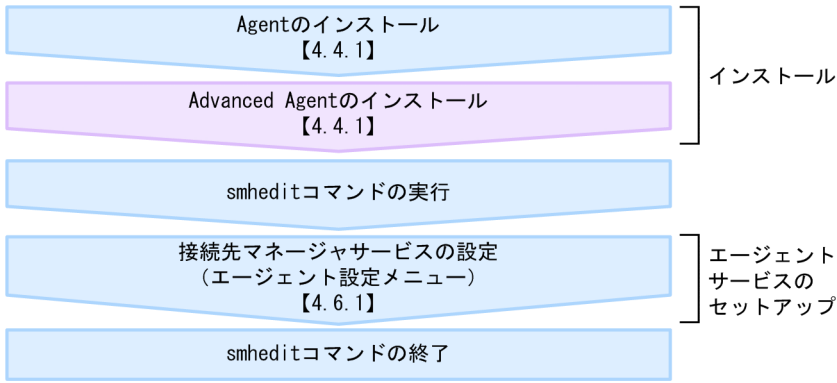 Agentのインストール
【4.4.1】
インストール
Advanced Agentのインストール
【4.4.1】
smheditコマンドの実行
接続先マネージャサービスの設定
（エージェント設定メニュー）
【4.6.1】
エージェント
サービスの
セットアップ
smheditコマンドの終了